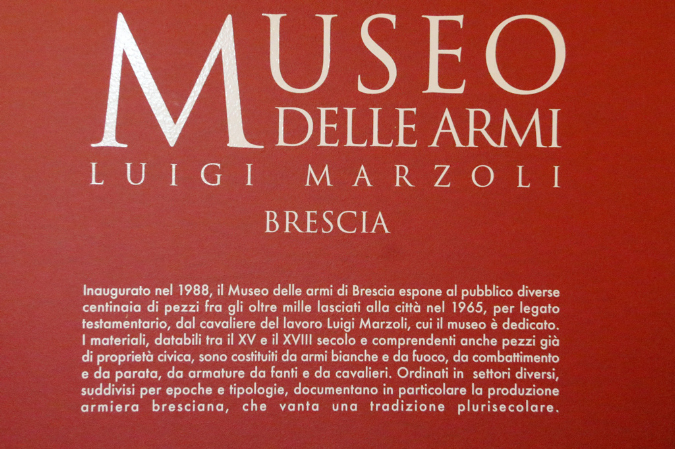 MUSEO
DELLE ARMI
LUIGI MARZOLI
BRESCIA
Inaugurato nel 1988, il Museo delle armi di Brescia espone al pubblico diverse
centinaia di pezzi fra gli oltre mille lasciati alla città nel 1965, per legato
testamentario, dal cavaliere del lavoro Luigi Marzoli, cui il museo è dedicato.
I materiali, databili tra il XV e il XVIII secolo e comprendenti anche pezzi già
di proprietà civica, sono costituiti da armi bianche e da fuoco, da combattimento
e da parata, da armature da fanti e da cavalieri. Ordinati in settori diversi,
suddivisi per epoche e tipologie, documentano in particolare la produzione
armiera bresciana, che vanta una tradizione plurisecolare.